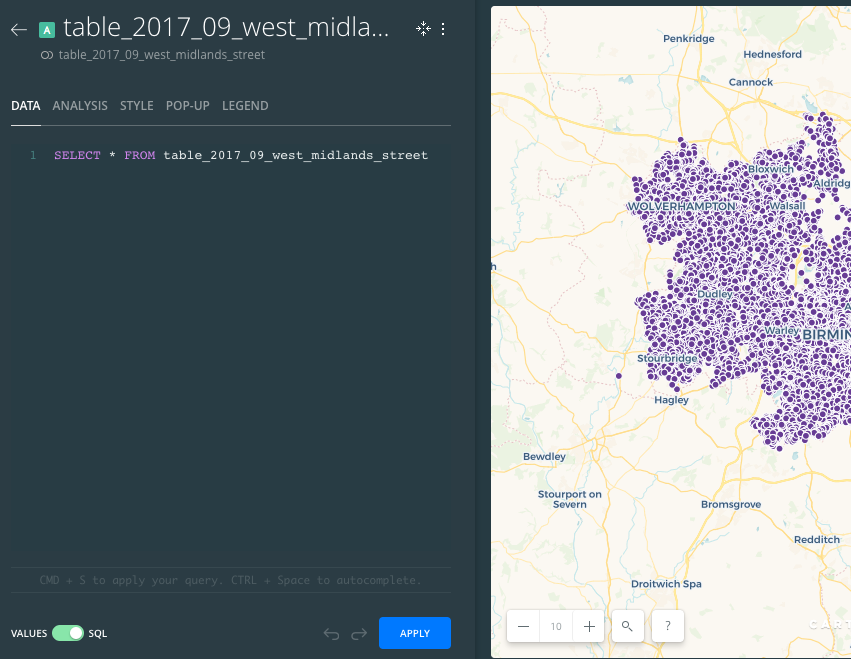 A table_2017_09_west_midla...
table_2017_09_west_midlands_street
DATA ANALYSIS STYLE POP-UP LEGEND
1 SELECT * FROM table_2017_09_west_midlands_street
CMD + S to apply your query. CTRL + Space to autocomplete.
VALUES SQL APPLY
Penkridge
Hednesford
Cannock
Bloxwich
Aldridg
WOLVERHAMPTON
Walsall
h
Dudley
A
Warley
BIRMIN
Stourbridge
Hagley
Bewdley
Stourport on
Severn
Bromsgrove
Redditch
Droitwich Spa
10 ?
CART